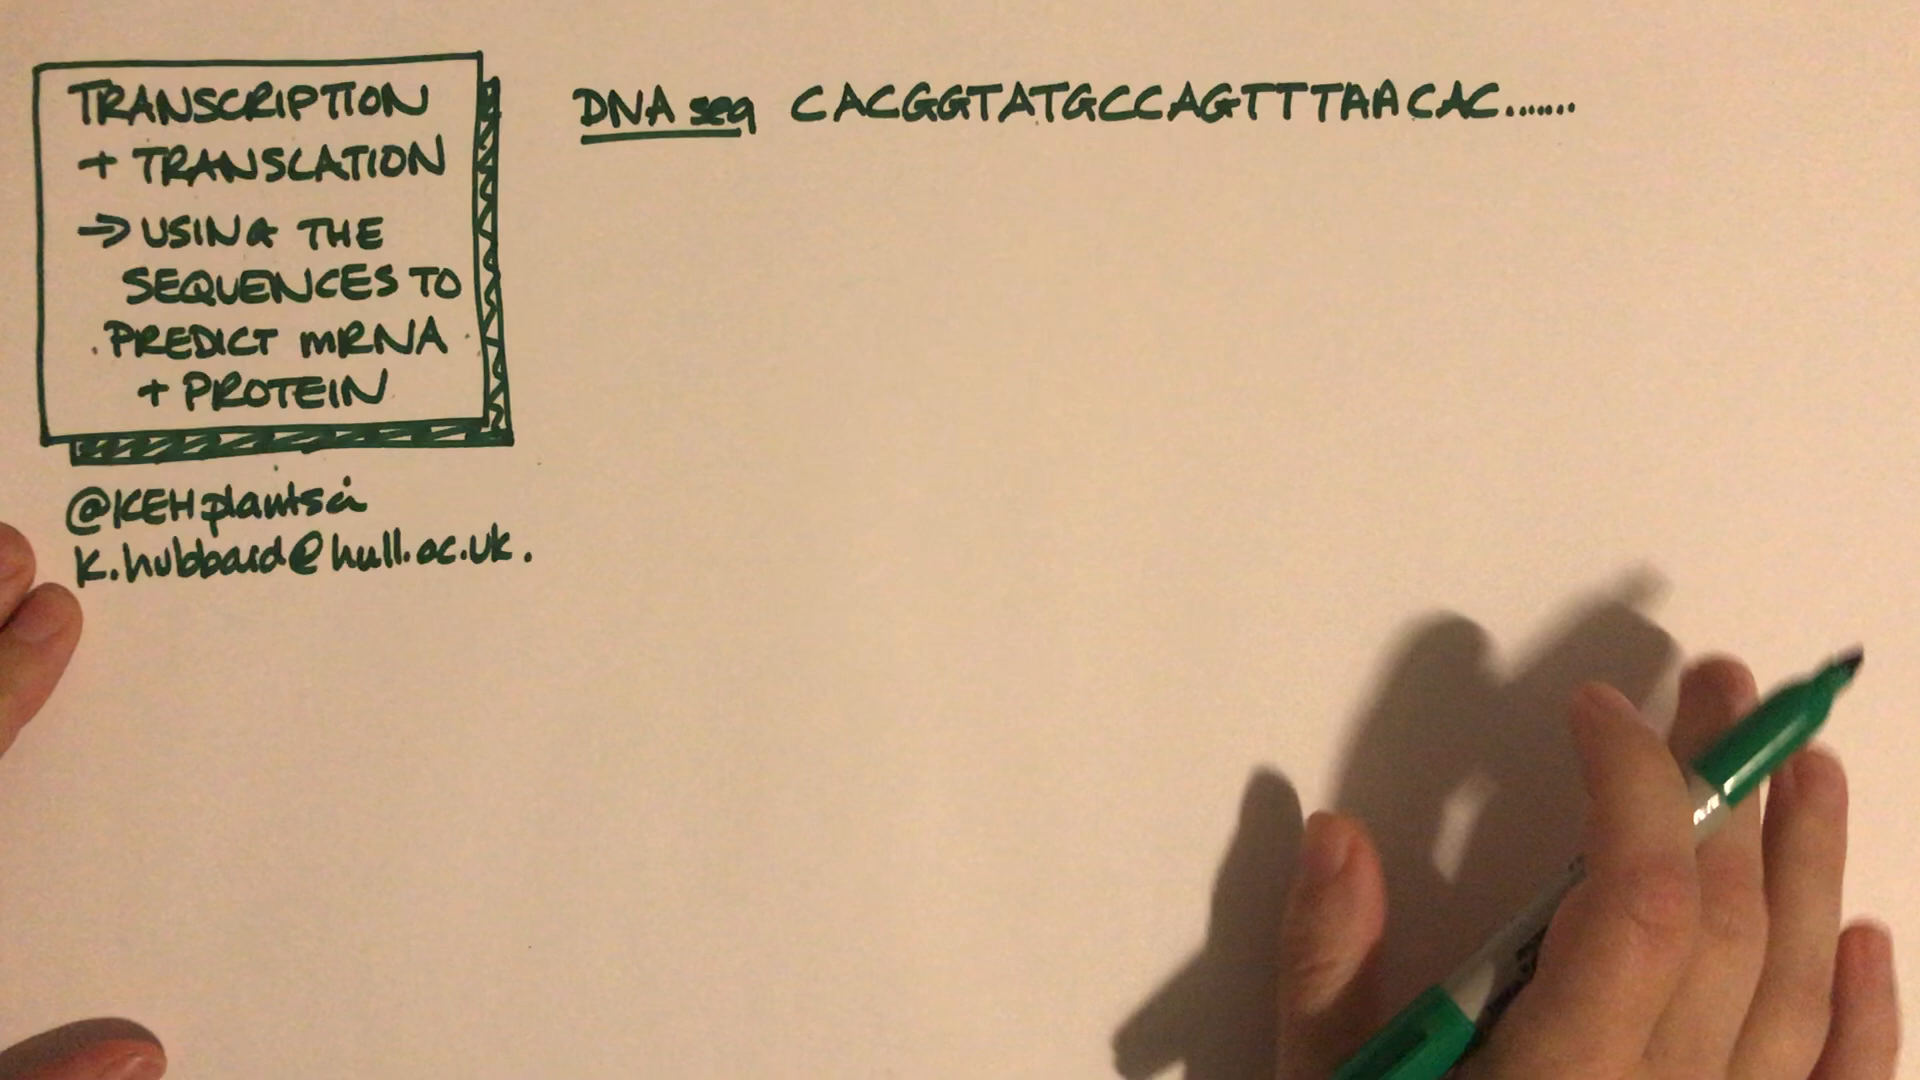 TRANSCRIPTION
+ TRANSLATION
→ USING THE
SEQUENCES TO
PREDICT mRNA
+ PROTEIN
@KEHplantsci
k.hubbard@hull.ac.uk.
DNA seq CACGGTATGCCAGTTTAACAC.......